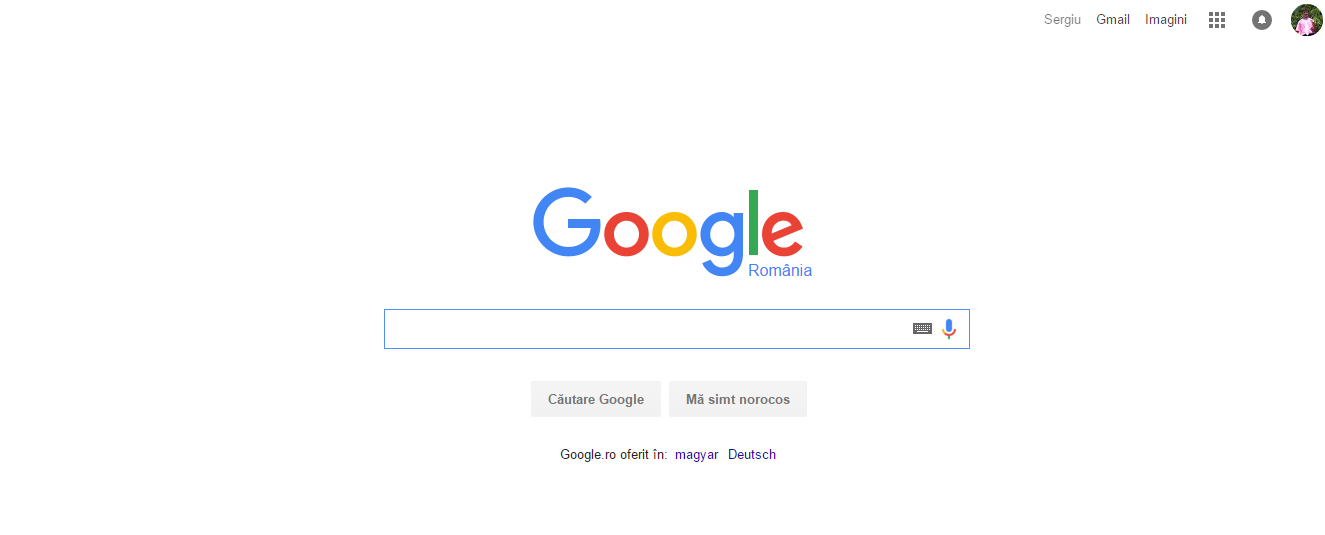 Sergiu Gmail Imagini
Google
România
Căutare Google Mă simt norocos
Google.ro oferit în: magyar Deutsch